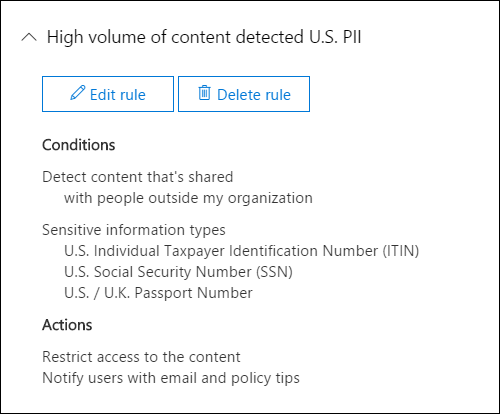 High volume of content detected U.S. PII
Edit rule
Delete rule
Conditions
Detect content that's shared
with people outside my organization
Sensitive information types
U.S. Individual Taxpayer Identification Number (ITIN)
U.S. Social Security Number (SSN)
U.S. / U.K. Passport Number
Actions
Restrict access to the content
Notify users with email and policy tips